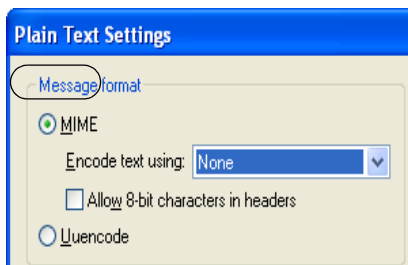 Plain Text Settings
Message format
MIME
Encode text using: None
Allow 8-bit characters in headers
Uuencode